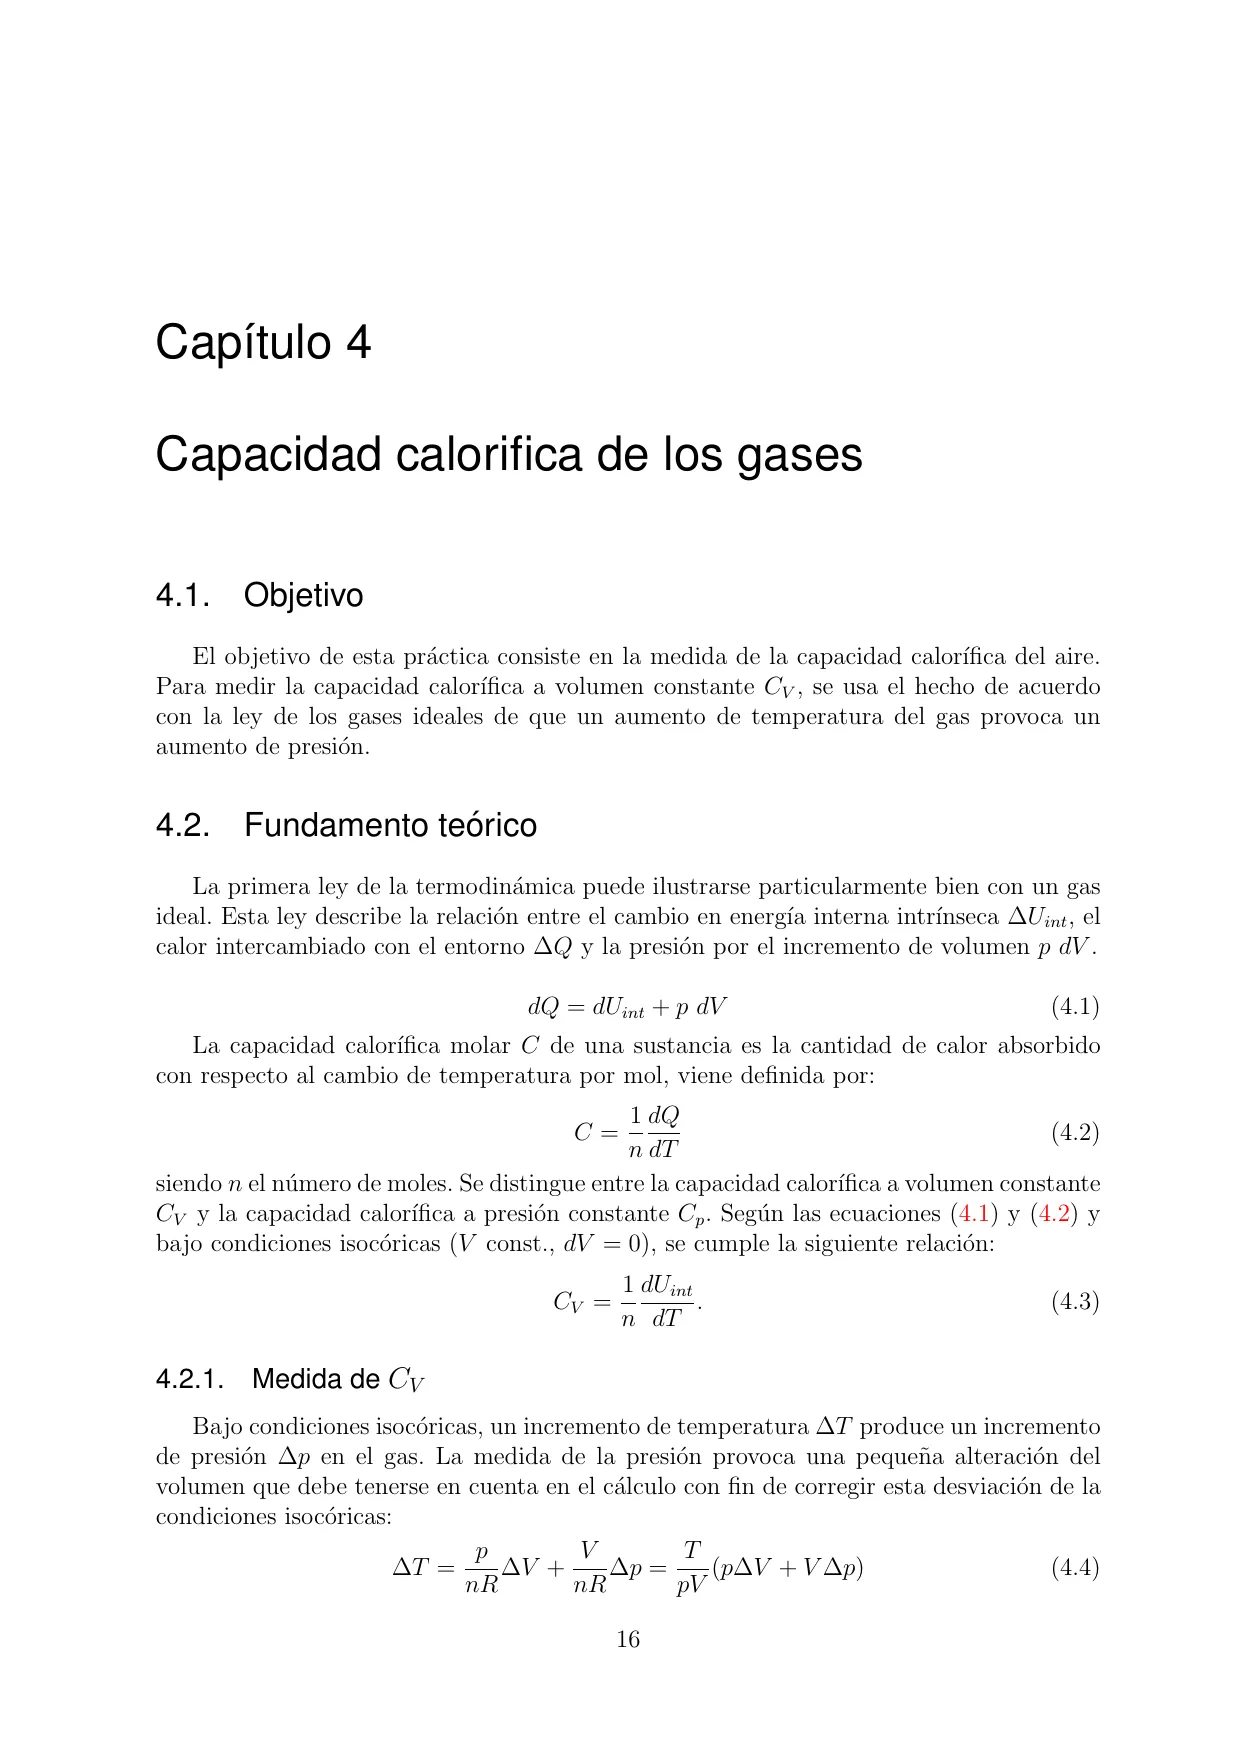 Capítulo 4
Capacidad calorifica de los gases
4.1. Objetivo
El objetivo de esta práctica consiste en la medida de la capacidad calorífica del aire.
Para medir la capacidad calorífica a volumen constante C_V, se usa el hecho de acuerdo
con la ley de los gases ideales de que un aumento de temperatura del gas provoca un
aumento de presión.
4.2. Fundamento teórico
La primera ley de la termodinámica puede ilustrarse particularmente bien con un gas
ideal. Esta ley describe la relación entre el cambio en energía interna intrínseca ΔU_int, el
calor intercambiado con el entorno ΔQ y la presión por el incremento de volumen p dV.
dQ = dU_int + p dV (4.1)
La capacidad calorífica molar C de una sustancia es la cantidad de calor absorbido
con respecto al cambio de temperatura por mol, viene definida por:
C = \frac{1}{n}\frac{dQ}{dT} (4.2)
siendo n el número de moles. Se distingue entre la capacidad calorífica a volumen constante
C_V y la capacidad calorífica a presión constante C_p. Según las ecuaciones (4.1) y (4.2) y
bajo condiciones isocóricas (V const., dV = 0), se cumple la siguiente relación:
C_V = \frac{1}{n}\frac{dU_{int}}{dT}. (4.3)
4.2.1. Medida de C_V
Bajo condiciones isocóricas, un incremento de temperatura ΔT produce un incremento
de presión Δp en el gas. La medida de la presión provoca una pequeña alteración del
volumen que debe tenerse en cuenta en el cálculo con fin de corregir esta desviación de la
condiciones isocóricas:
ΔT = \frac{p}{nR}ΔV + \frac{V}{nR}Δp = \frac{T}{pV}(pΔV + VΔp) (4.4)
16